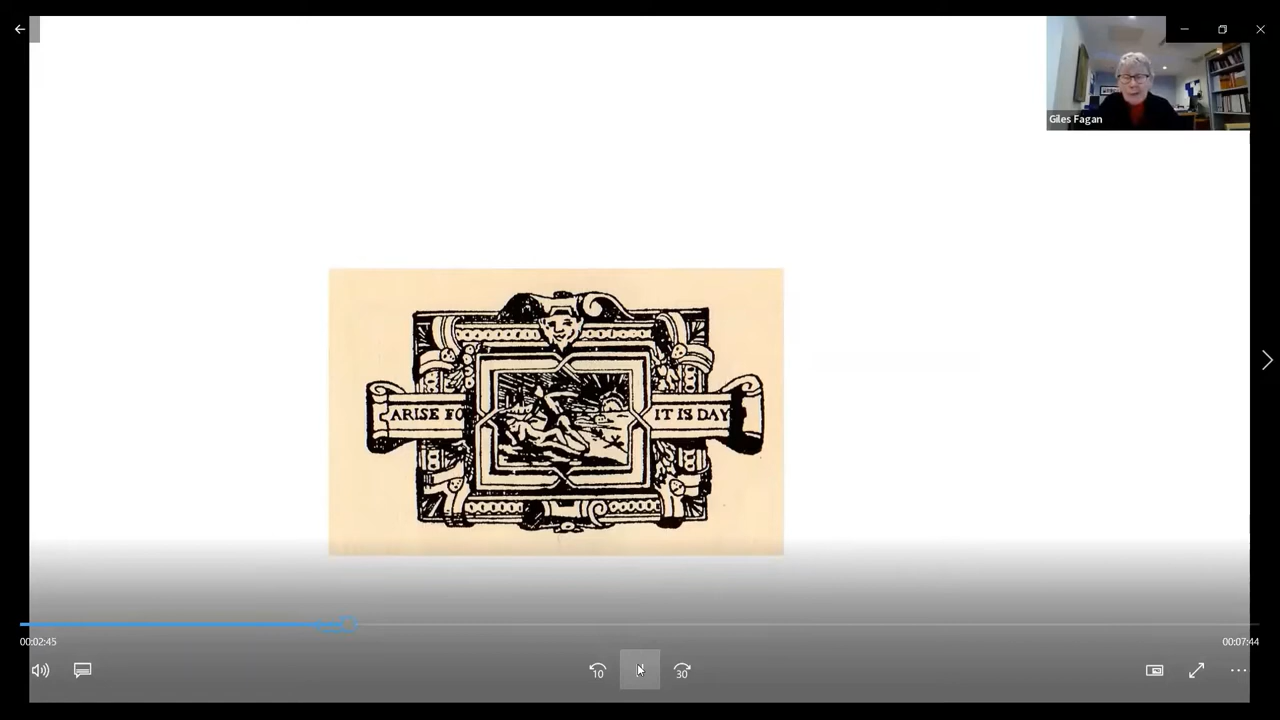 Giles Fagan
ARISE FO
IT IS DAY
00:02:45
00:07:44
10
30